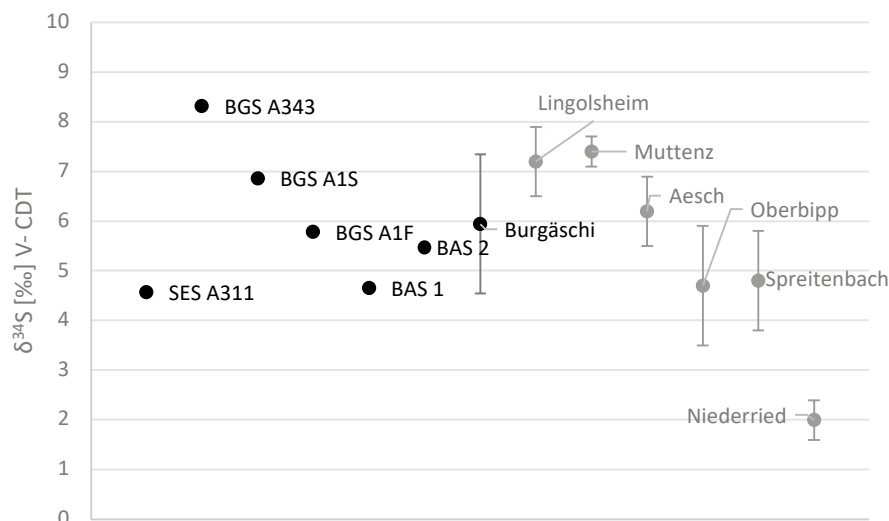 10
9
8
7
6
5
4
3
2
1
0
δ³⁴S [‰] V- CDT
BGS A343
BGS A1S
BGS A1F
SES A311
BAS 1
BAS 2
Burgäschi
Lingolsheim
Muttenz
Aesch
Oberbipp
Spreitenbach
Niederried